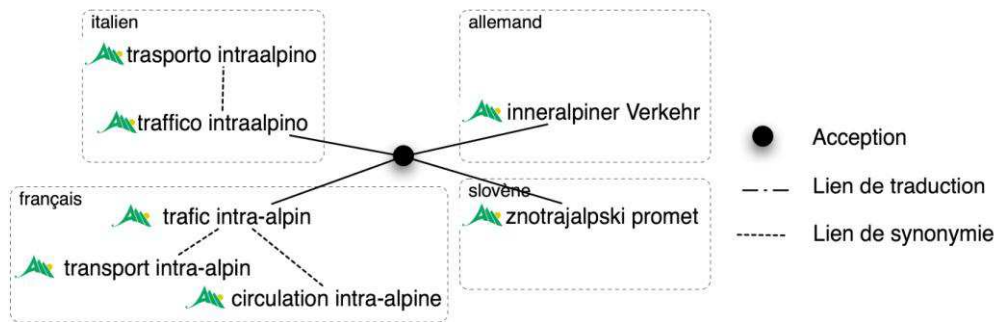 italien
trasporto intraalpino
traffico intraalpino
allemand
inneralpiner Verkehr
français
trafic intra-alpin
transport intra-alpin
circulation intra-alpine
slovène
znotrajalpski promet
Acception
Lien de traduction
Lien de synonymie